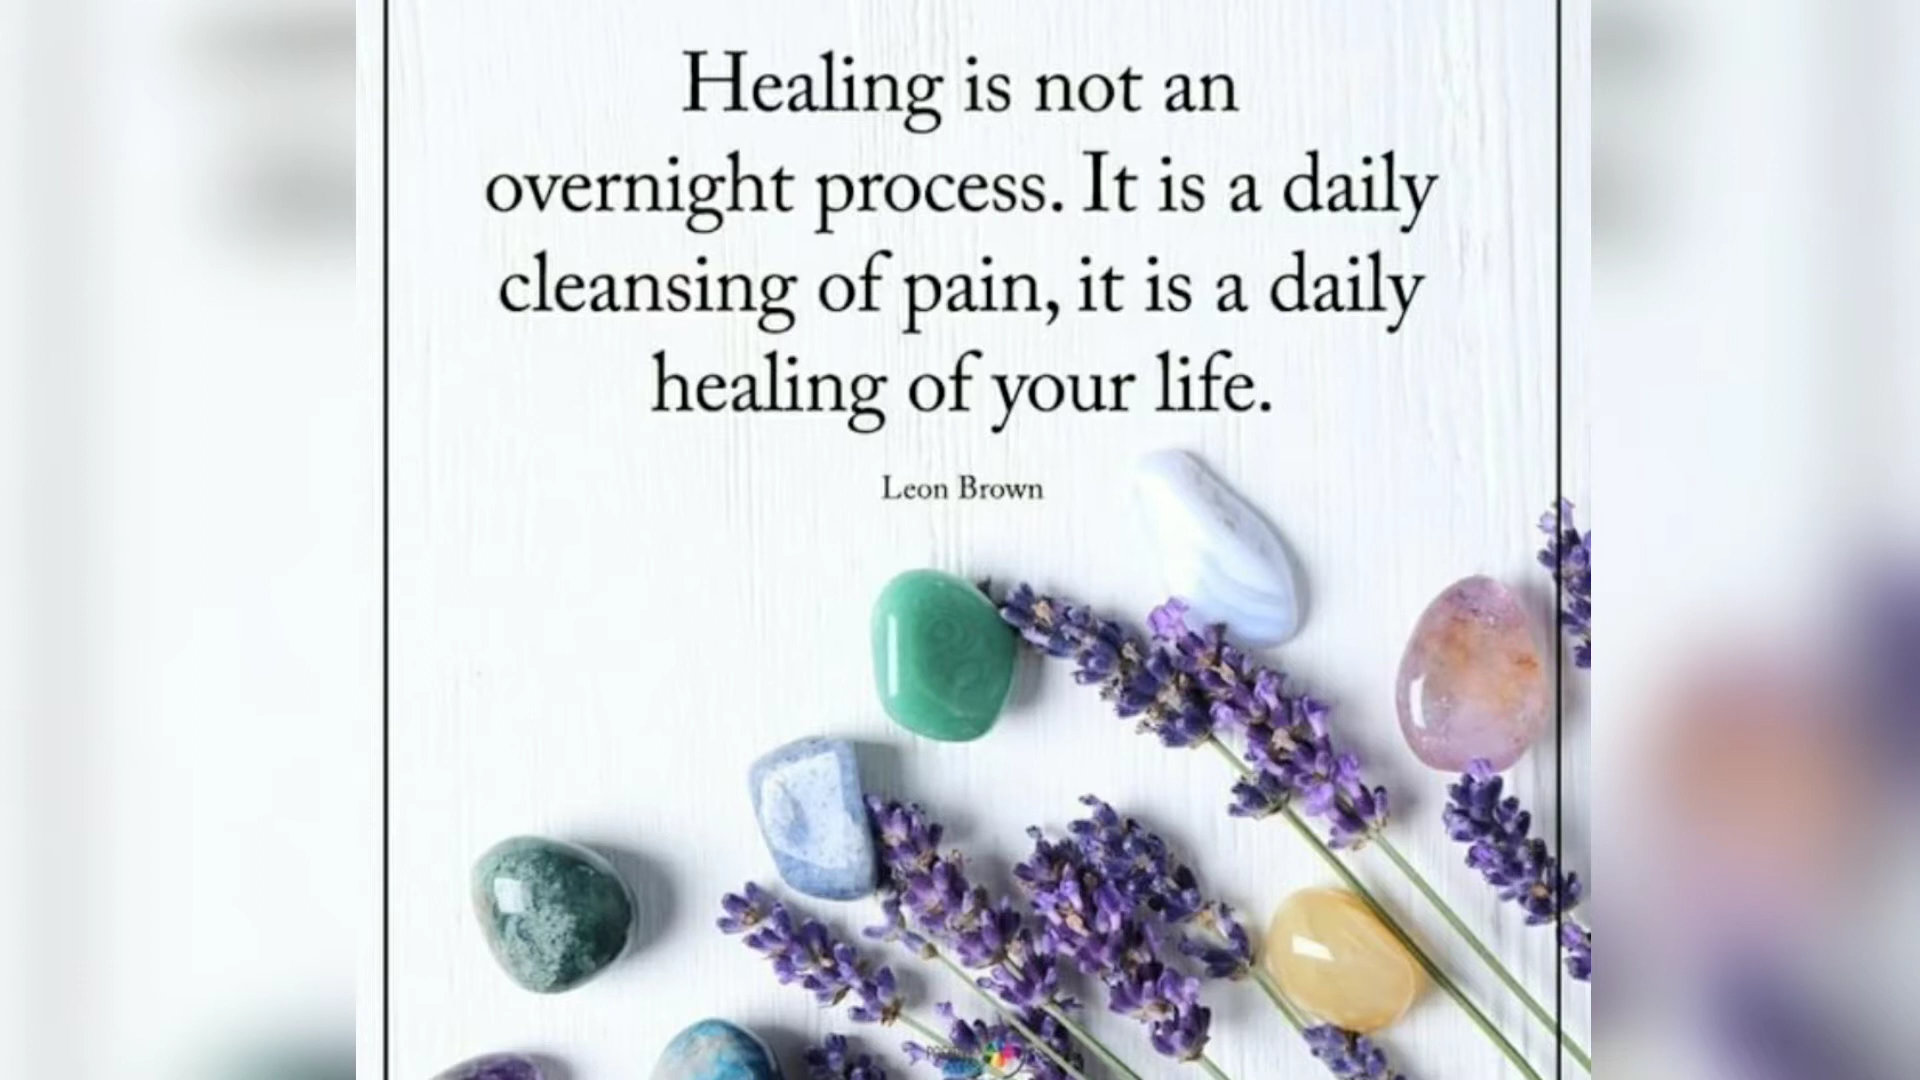 Healing is not an
overnight process. It is a daily
cleansing of pain, it is a daily
healing of your life.
Leon Brown